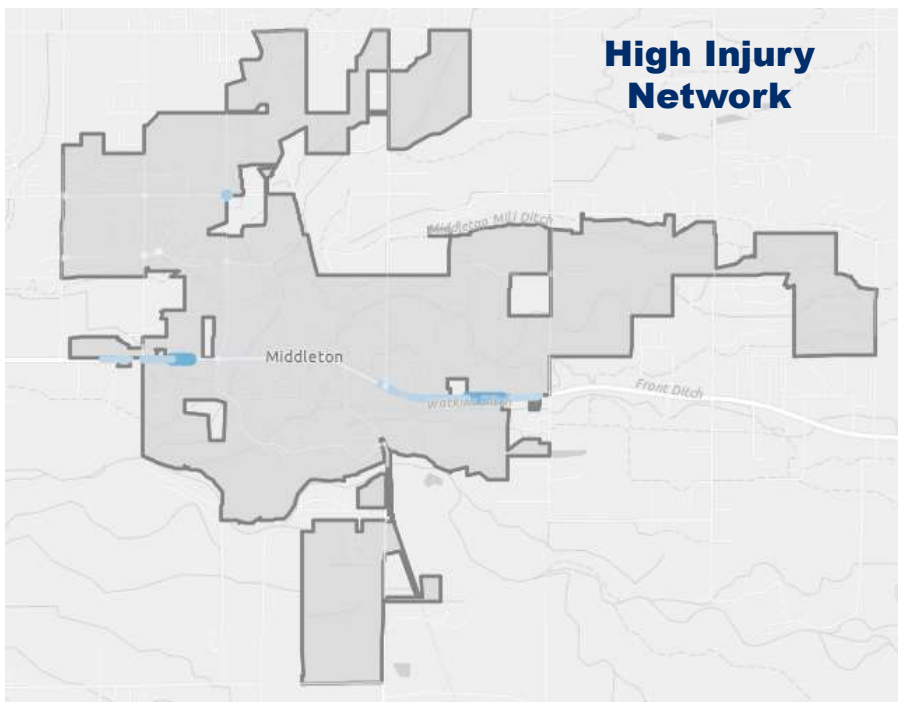 High Injury
Network
Middleton Mill Ditch
Middleton
Front Ditch